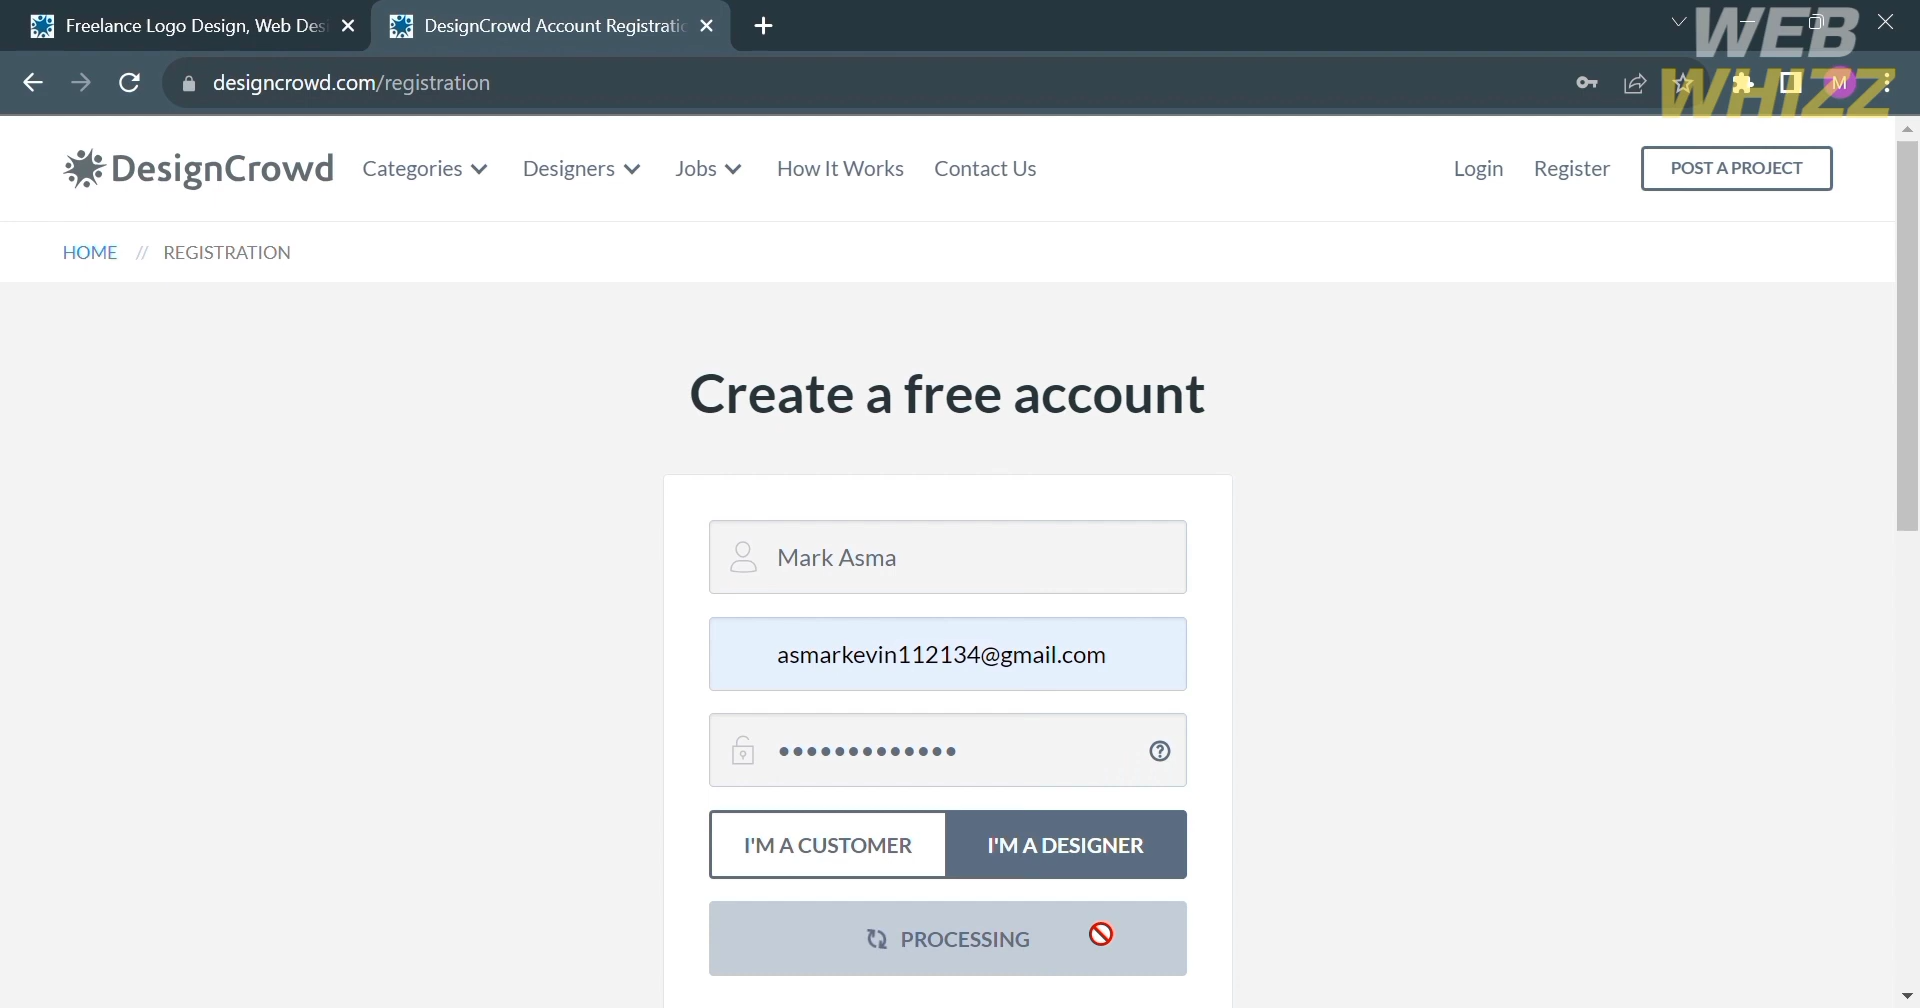 Freelance Logo Design, Web Des
DesignCrowd Account Registratio
WEB
WHIZZ
designcrowd.com/registration
M
DesignCrowd
Categories
Designers
Jobs
How It Works
Contact Us
Login
Register
POST A PROJECT
HOME // REGISTRATION
Create a free account
Mark Asma
asmarkevin112134@gmail.com
•••••••••••••
I'M A CUSTOMER
I'M A DESIGNER
PROCESSING